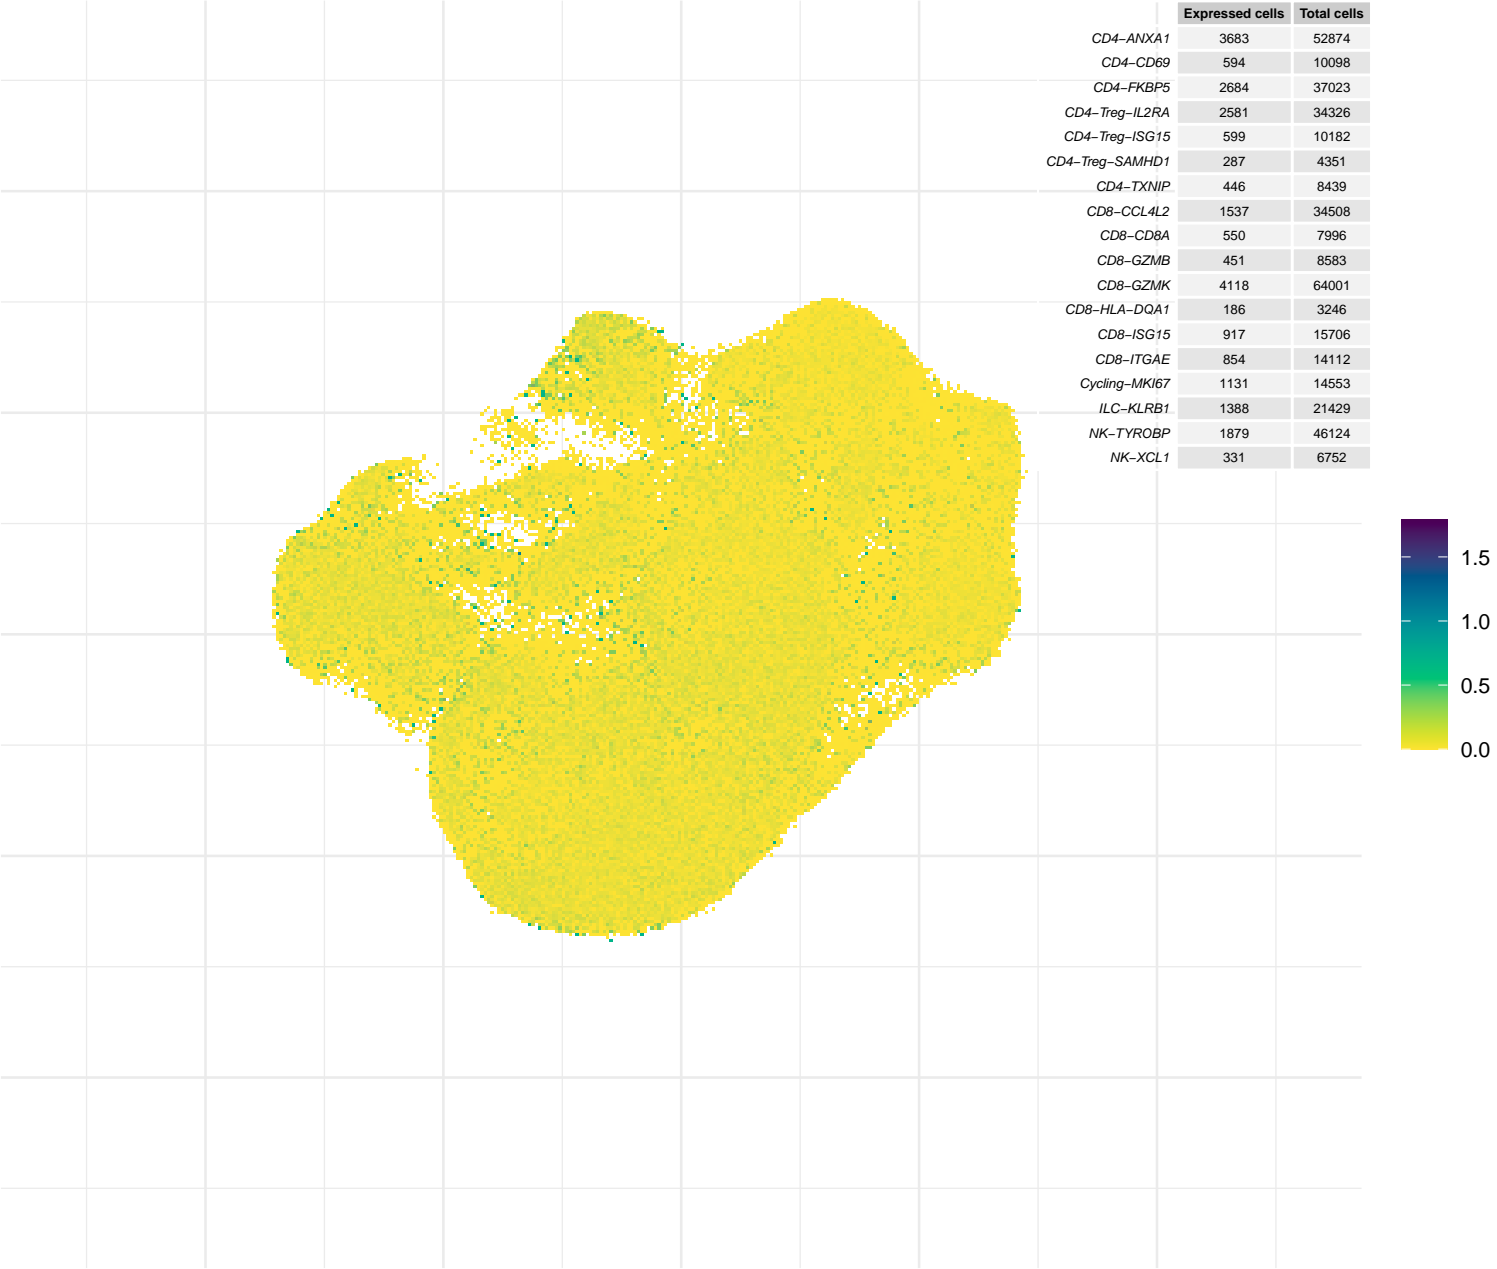 Expressed cells Total cells
CD4−ANXA1 3683 52874
CD4−CD69 594 10098
CD4−FKBP5 2684 37023
CD4−Treg−IL2RA 2581 34326
CD4−Treg−ISG15 599 10182
CD4−Treg−SAMHD1 287 4351
CD4−TXNIP 446 8439
CD8−CCL4L2 1537 34508
CD8−CD8A 550 7996
CD8−GZMB 451 8583
CD8−GZMK 4118 64001
CD8−HLA−DQA1 186 3246
CD8−ISG15 917 15706
CD8−ITGAE 854 14112
Cycling−MKI67 1131 14553
ILC−KLRB1 1388 21429
NK−TYROBP 1879 46124
NK−XCL1 331 6752
1.5
1.0
0.5
0.0